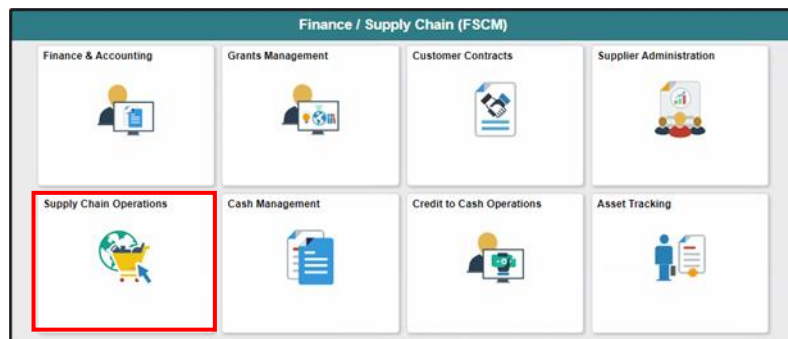 Finance / Supply Chain (FSCM)
Finance & Accounting
Grants Management
Customer Contracts
Supplier Administration
Supply Chain Operations
Cash Management
Credit to Cash Operations
Asset Tracking